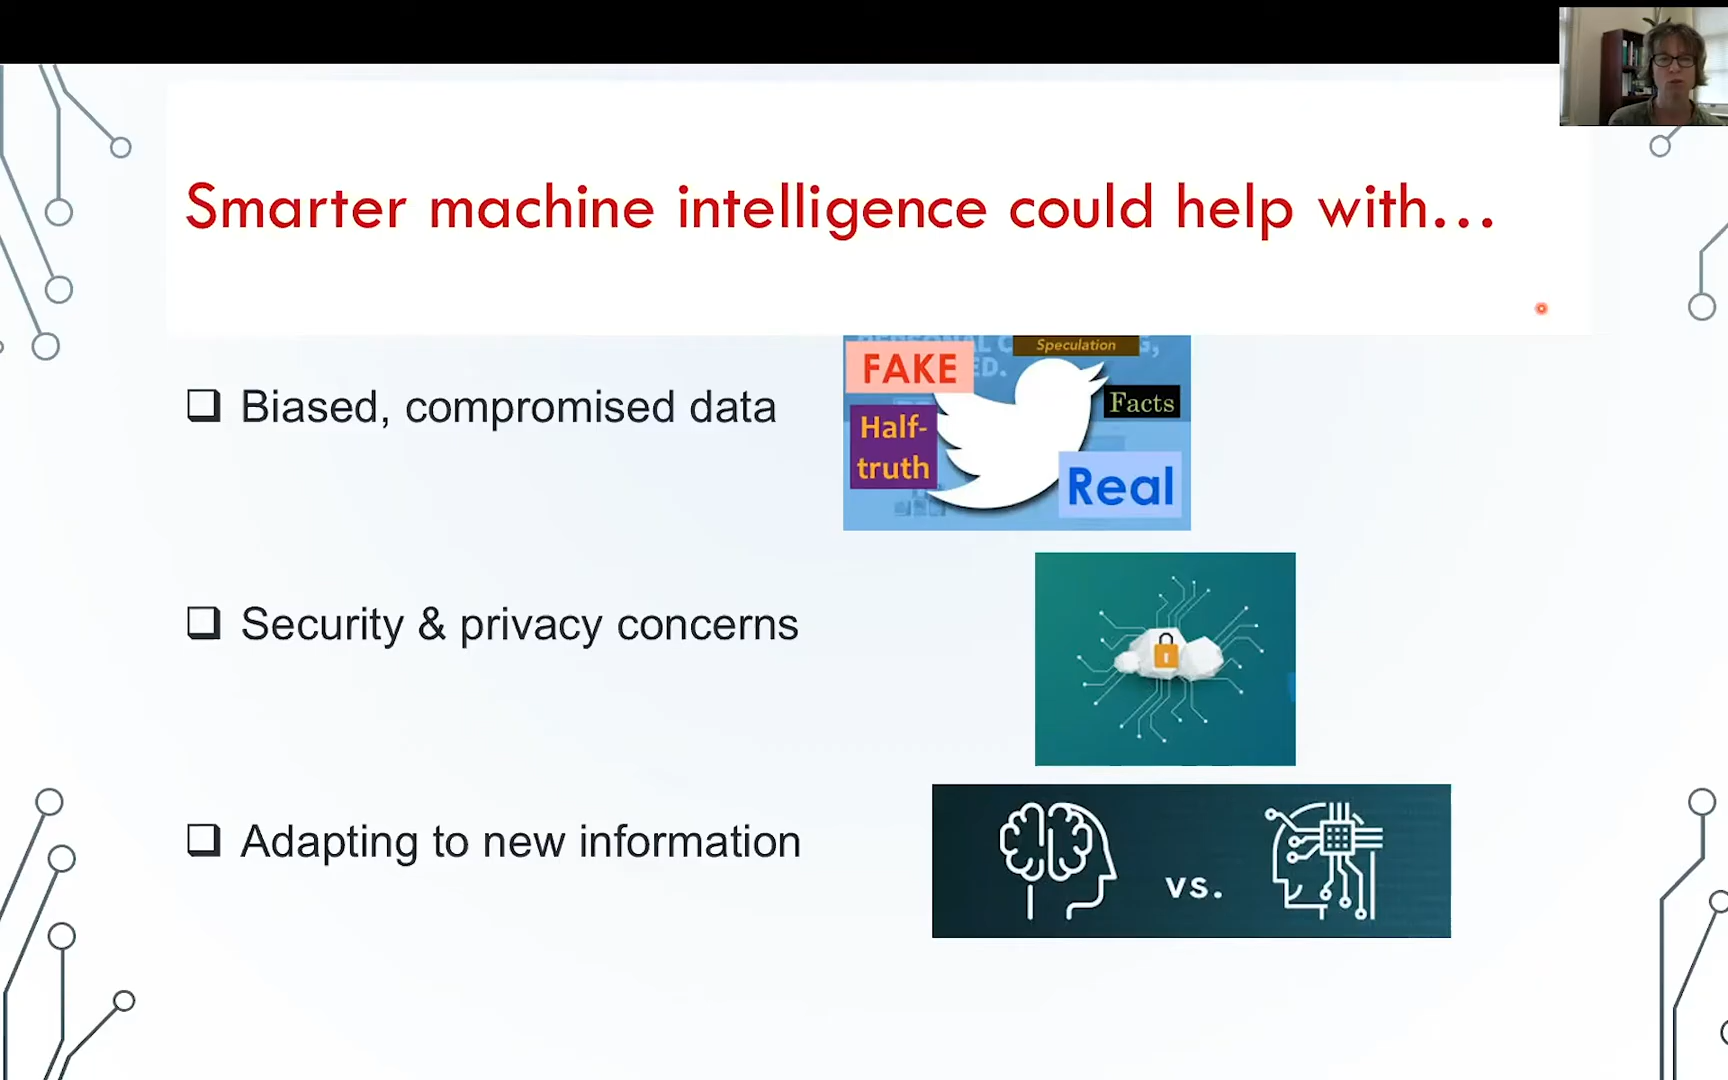 Smarter machine intelligence could help with...
Speculation
FAKE
Facts
Half-
truth
Real
Biased, compromised data
Security & privacy concerns
Adapting to new information
vs.